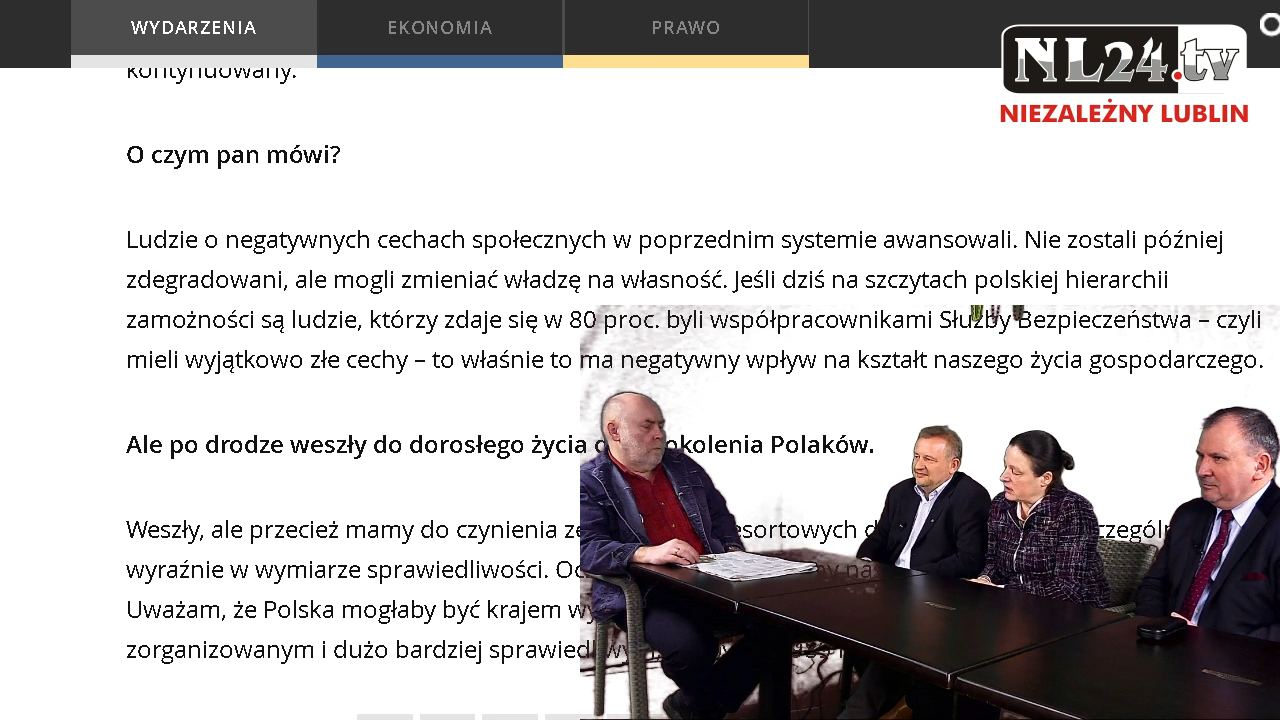 WYDARZENIA
EKONOMIA
PRAWO
NL24.tv
NIEZALEŻNY LUBLIN
kontynuowany.
O czym pan mówi?
Ludzie o negatywnych cechach społecznych w poprzednim systemie awansowali. Nie zostali później
zdegradowani, ale mogli zmieniać władzę na własność. Jeśli dziś na szczytach polskiej hierarchii
zamożności są ludzie, którzy zdaje się w 80 proc. byli współpracownikami Służby Bezpieczeństwa – czyli
mieli wyjątkowo złe cechy – to właśnie to ma negatywny wpływ na kształt naszego życia gospodarczego.
Ale po drodze weszły do dorosłego życia Polaków.
Weszły, ale przecież mamy do czynienia
wyraźnie w wymiarze sprawiedliwości.
Uważam, że Polska mogłaby być krajem
zorganizowanym i dużo bardziej